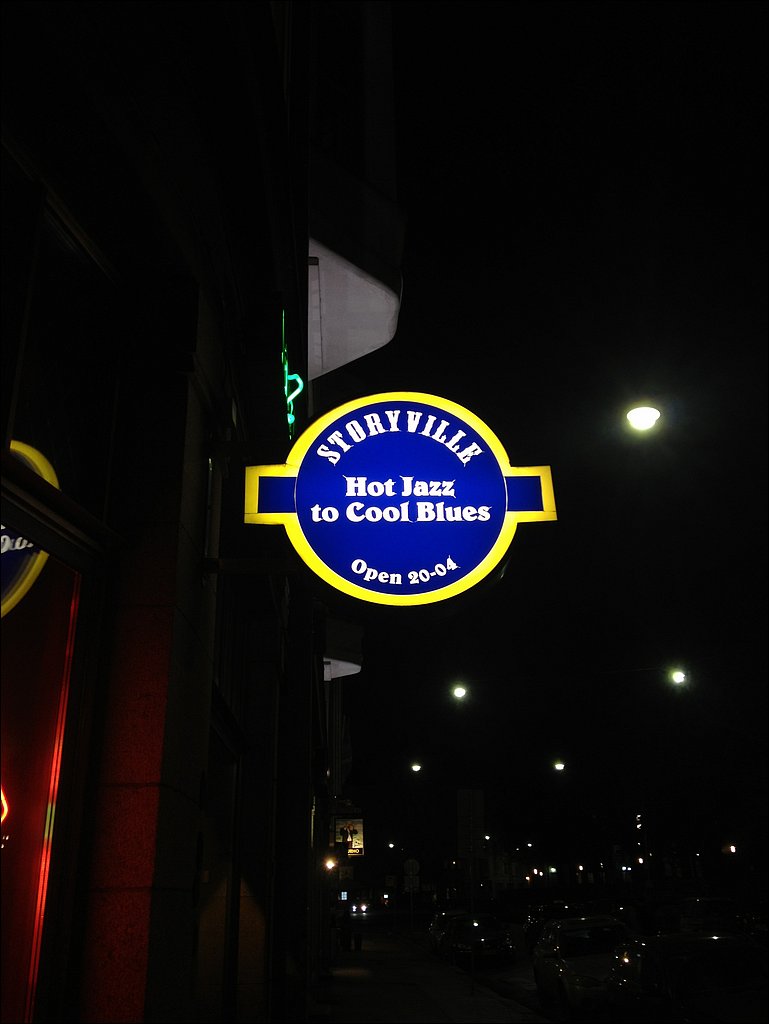 STORYVILLE
Hot Jazz
to Cool Blues
Open 20-04